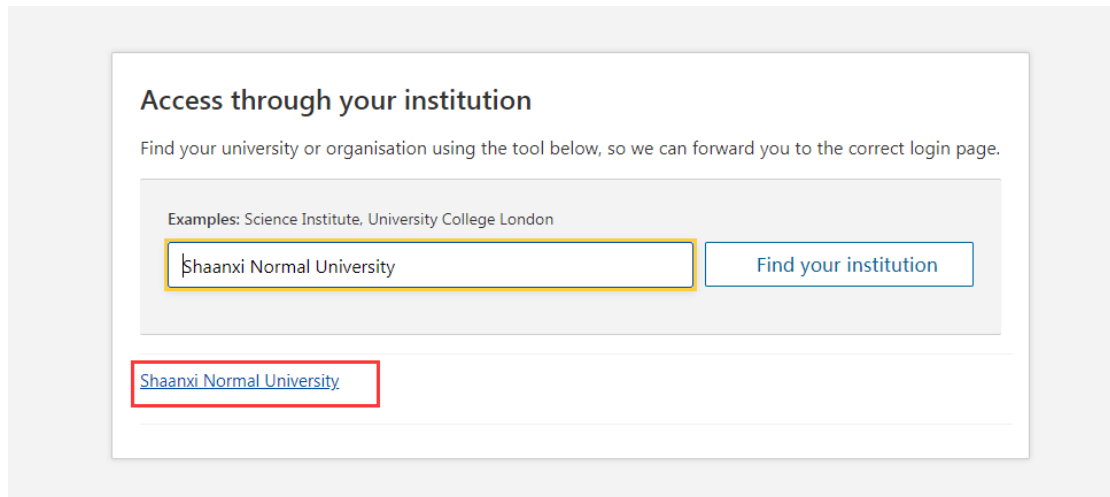 Access through your institution
Find your university or organisation using the tool below, so we can forward you to the correct login page.
Examples: Science Institute, University College London
Shaanxi Normal University
Find your institution
Shaanxi Normal University